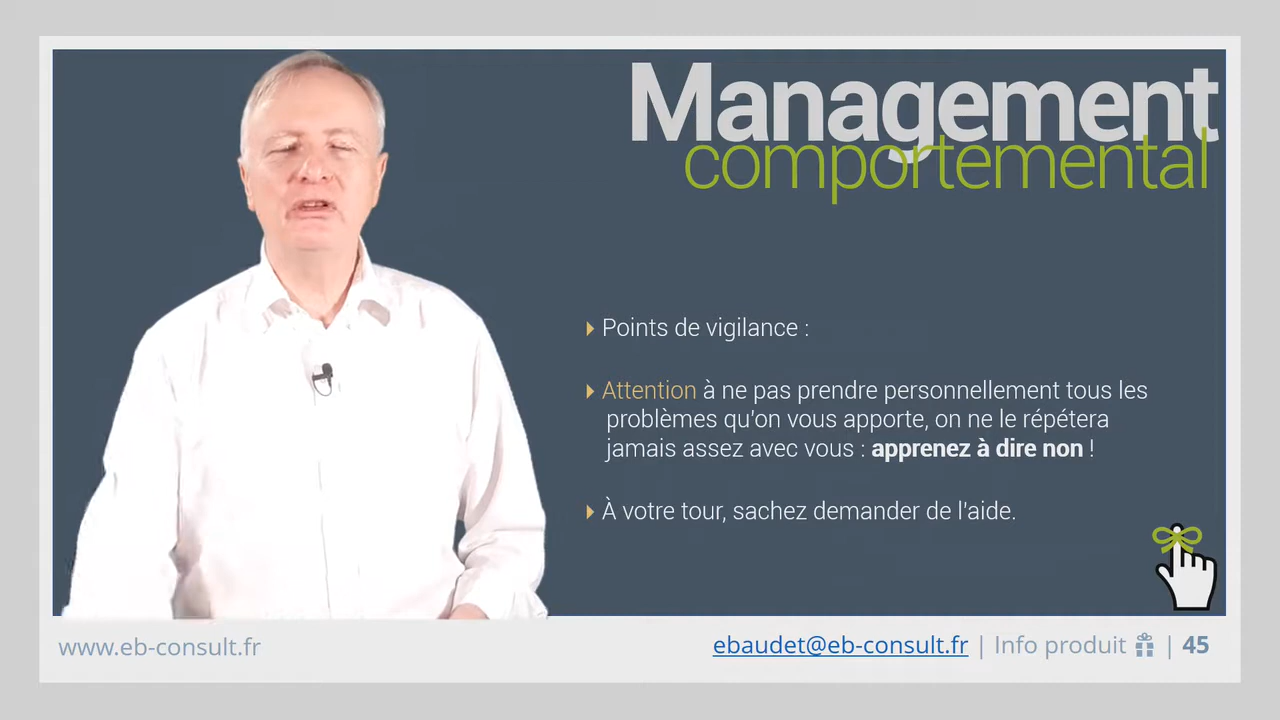 Management
comportemental
Points de vigilance :
Attention à ne pas prendre personnellement tous les
problèmes qu'on vous apporte, on ne le répétera
jamais assez avec vous : apprenez à dire non !
À votre tour, sachez demander de l'aide.
www.eb-consult.fr
ebaudet@eb-consult.fr | Info produit | 45